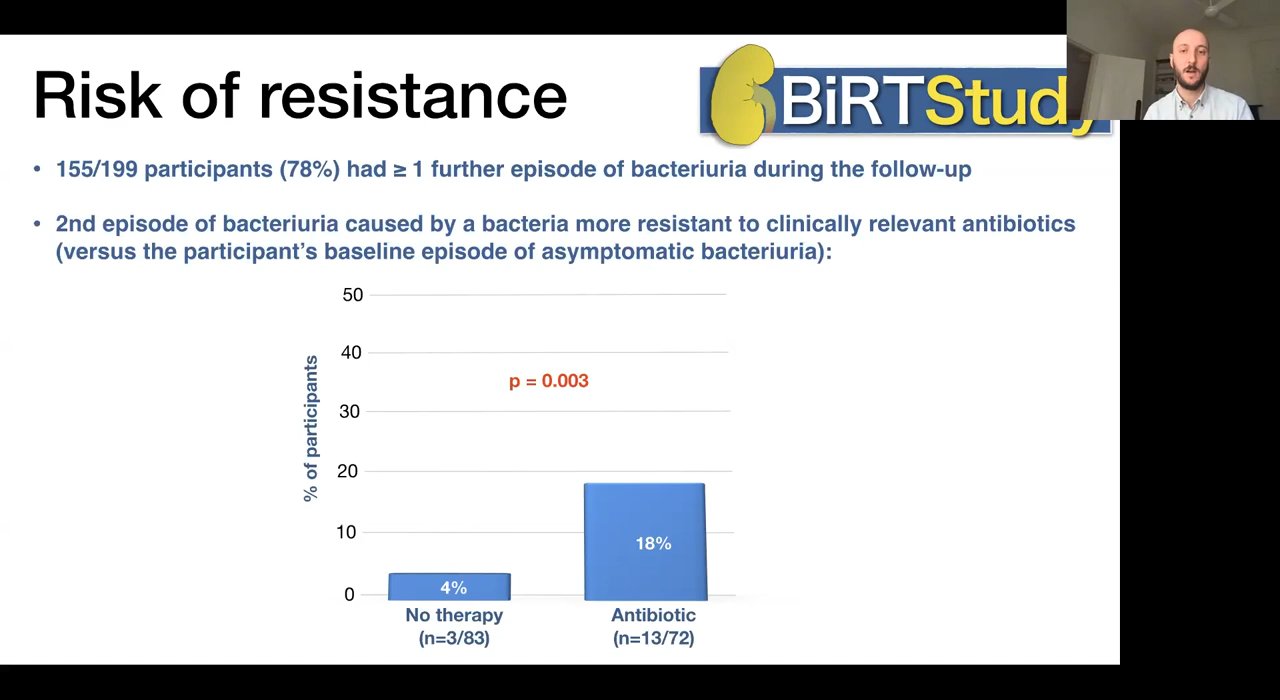 Risk of resistance
BiRTStudy
• 155/199 participants (78%) had ≥ 1 further episode of bacteriuria during the follow-up
• 2nd episode of bacteriuria caused by a bacteria more resistant to clinically relevant antibiotics
(versus the participant’s baseline episode of asymptomatic bacteriuria):
% of participants
50
40
30
20
10
0
p = 0.003
4%
18%
No therapy
(n=3/83)
Antibiotic
(n=13/72)